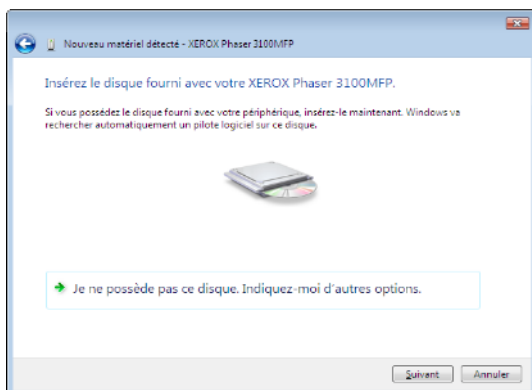 Nouveau matériel détecté - XEROX Phaser 3100MFP
Insérez le disque fourni avec votre XEROX Phaser 3100MFP.
Si vous possédez le disque fourni avec votre périphérique, insérez-le maintenant. Windows va
rechercher automatiquement un pilote logiciel sur ce disque.
Je ne possède pas ce disque. Indiquez-moi d'autres options.
Suivant Annuler